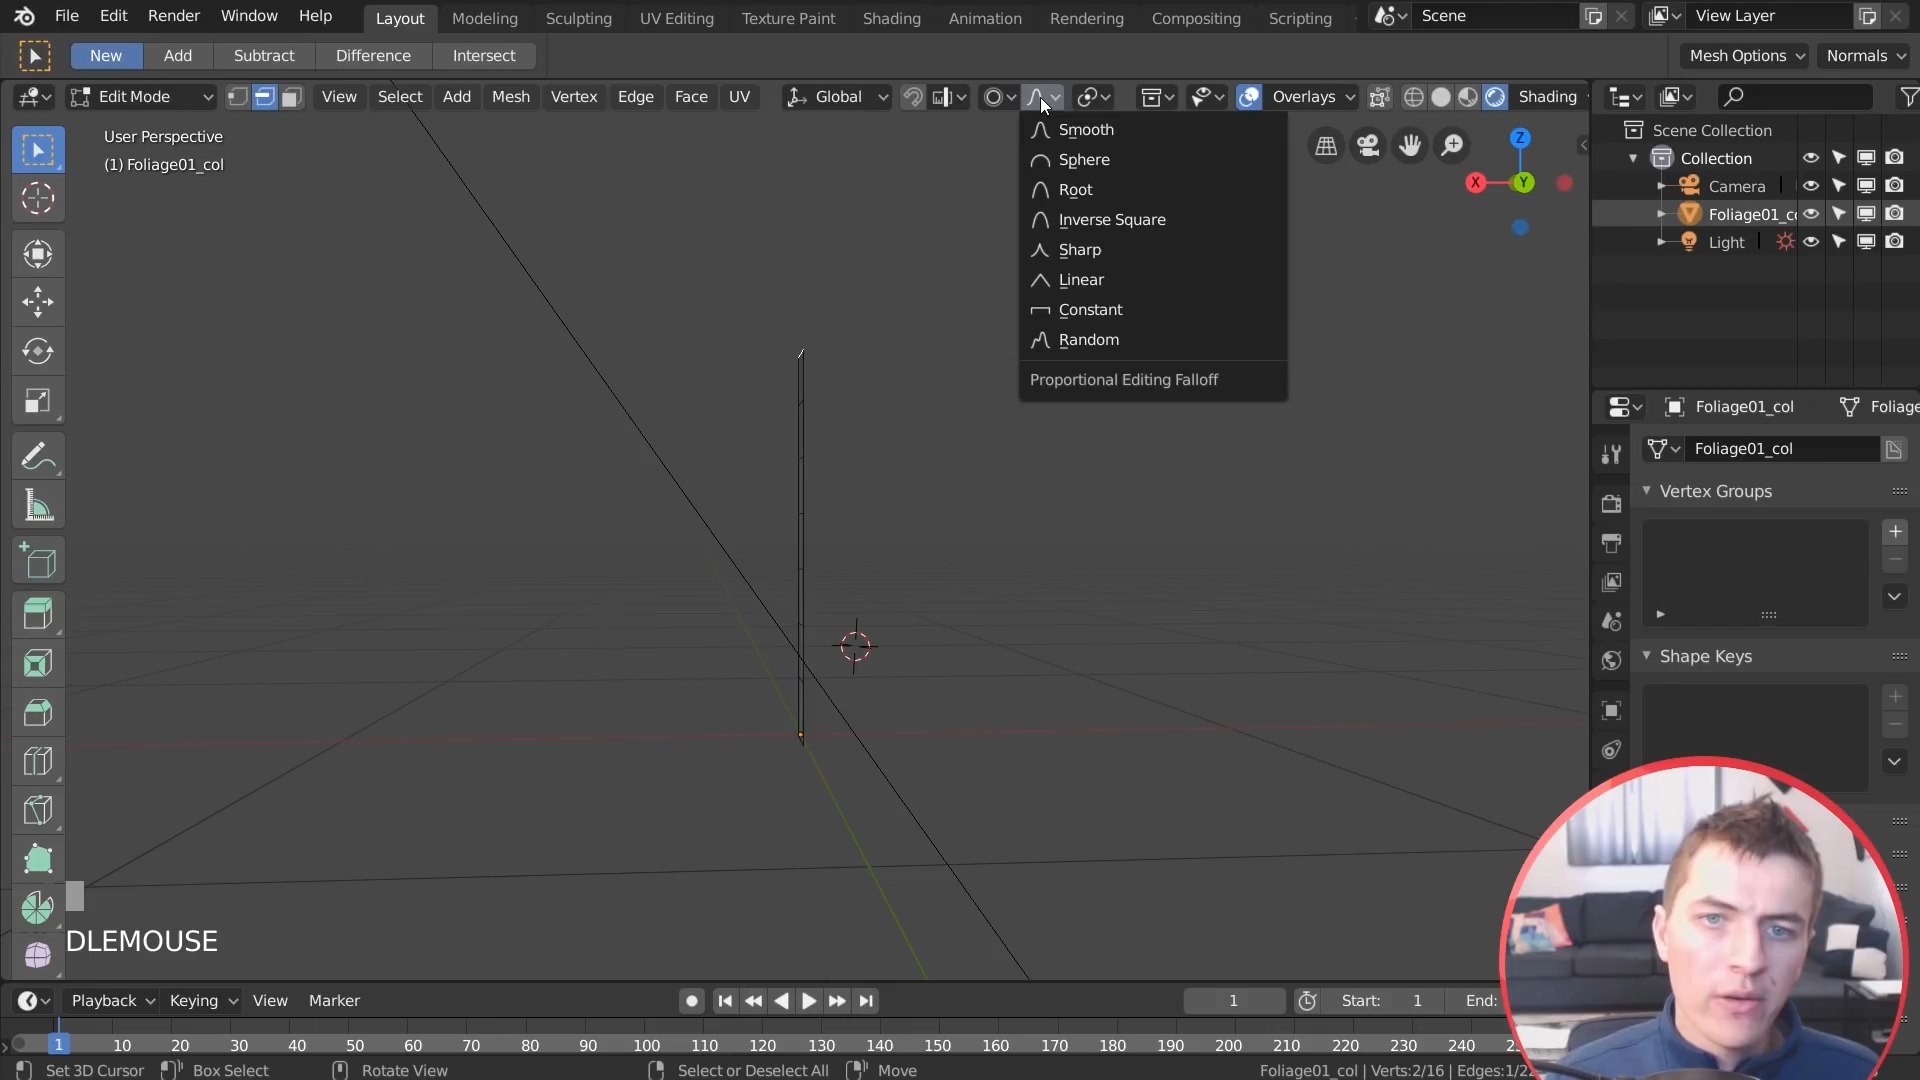 File Edit Render Window Help Layout Modeling Sculpting UV Editing Texture Paint Shading Animation Rendering Compositing Scripting Scene View Layer
New Add Subtract Difference Intersect Mesh Options Normals
Edit Mode View Select Add Mesh Vertex Edge Face UV Global Overlays Shading
User Perspective
(1) Foliage01_col
Smooth
Sphere
Root
Inverse Square
Sharp
Linear
Constant
Random
Proportional Editing Falloff
Z
X
Y
Scene Collection
Collection
Camera
Foliage01_co
Light
Foliage01_col Foliage
Foliage01_col
Vertex Groups
Shape Keys
DLEMOUSE
Playback Keying View Marker 1 Start: 1 End:
1 10 20 30 40 50 60 70 80 90 100 110 120 130 140 150 160 170 180 190 200 210 220 230 240
Set 3D Cursor Box Select Rotate View Select or Deselect All Move Foliage01_col | Verts:2/16 | Edges:1/22